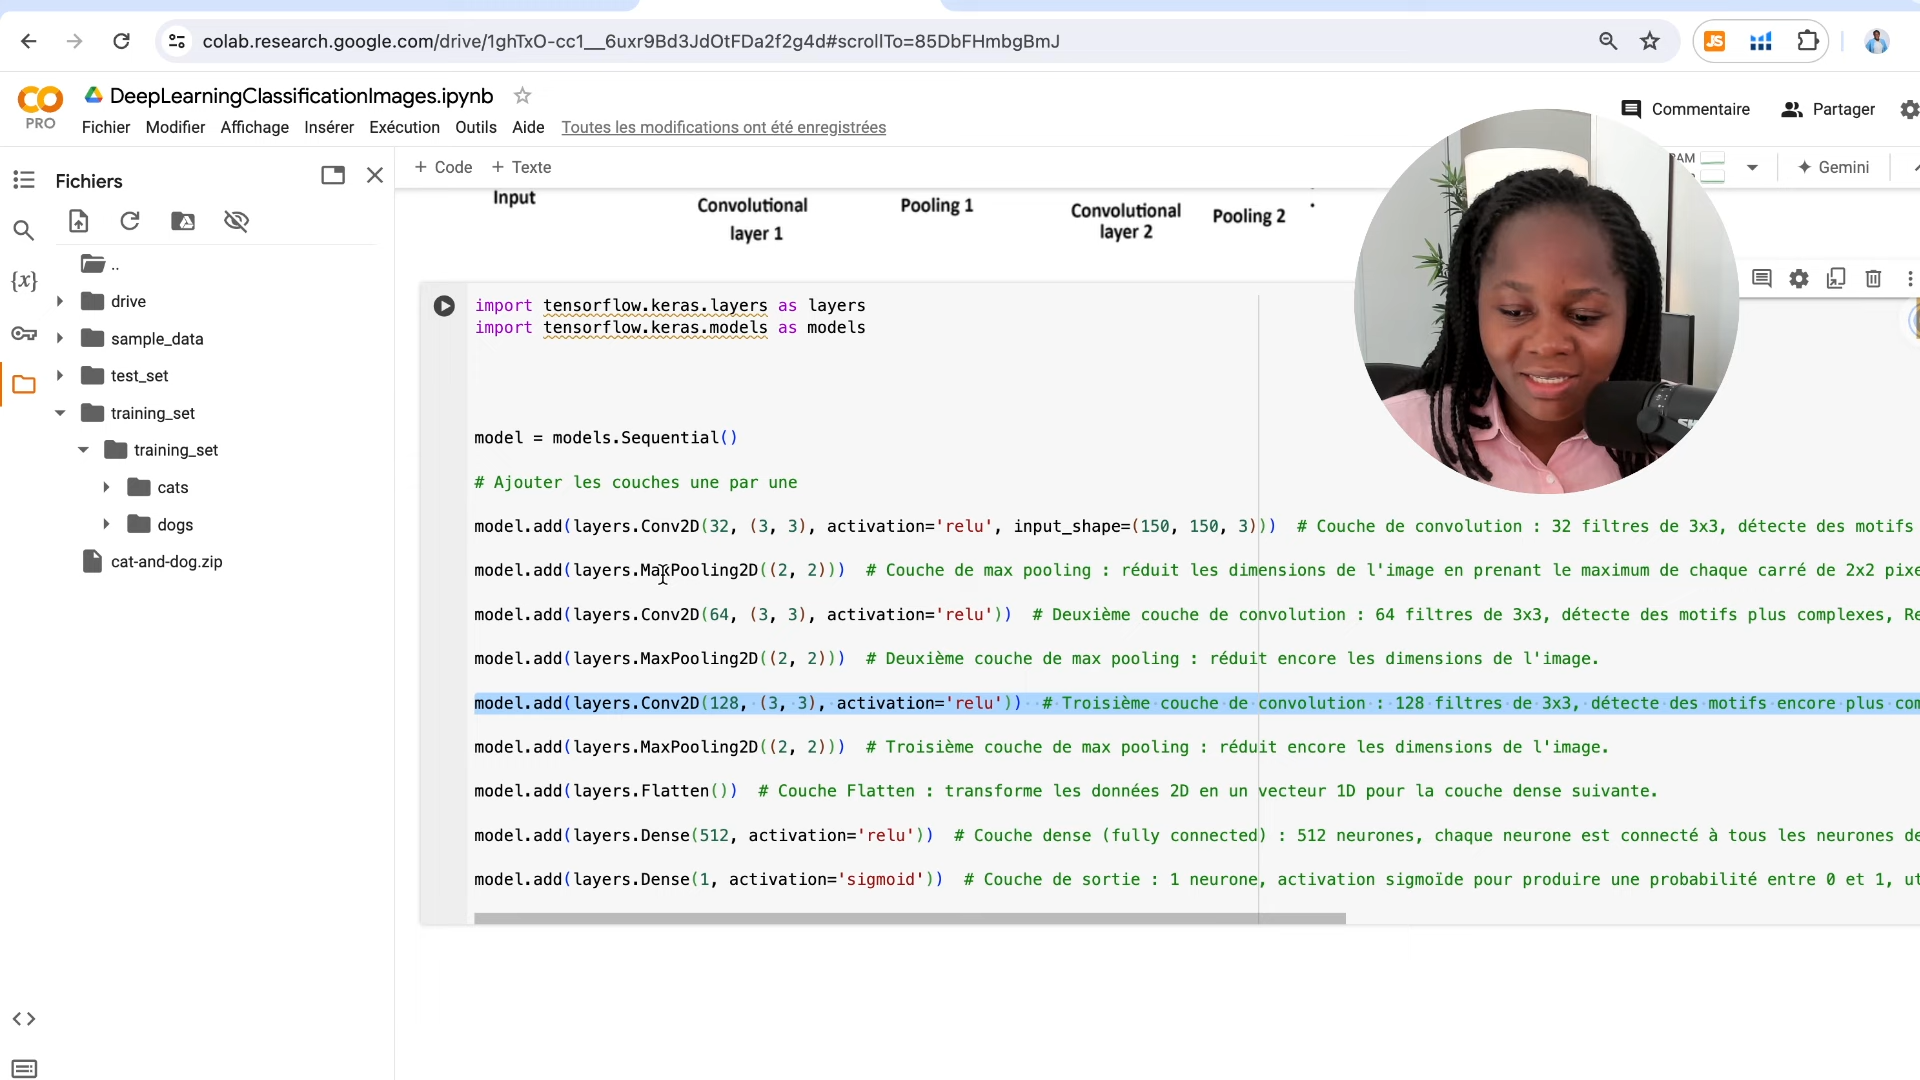 colab.research.google.com/drive/1ghTxO-cc1__6uxr9Bd3JdOtFDa2f2g4d#scrollTo=85DbFHmbgBmJ
JS
CO
PRO
DeepLearningClassificationImages.ipynb
Fichier Modifier Affichage Insérer Exécution Outils Aide Toutes les modifications ont été enregistrées
Commentaire Partager
Fichiers
+ Code + Texte
Gemini
Input
Convolutional
layer 1
Pooling 1
Convolutional
layer 2
Pooling 2
{x}
..
drive
sample_data
test_set
training_set
training_set
cats
dogs
cat-and-dog.zip
import tensorflow.keras.layers as layers
import tensorflow.keras.models as models
model = models.Sequential()
# Ajouter les couches une par une
model.add(layers.Conv2D(32, (3, 3), activation='relu', input_shape=(150, 150, 3))) # Couche de convolution : 32 filtres de 3x3, détecte des motifs
model.add(layers.MaxPooling2D((2, 2))) # Couche de max pooling : réduit les dimensions de l'image en prenant le maximum de chaque carré de 2x2
model.add(layers.Conv2D(64, (3, 3), activation='relu')) # Deuxième couche de convolution : 64 filtres de 3x3, détecte des motifs plus complexes,
model.add(layers.MaxPooling2D((2, 2))) # Deuxième couche de max pooling : réduit encore les dimensions de l'image.
model.add(layers.Conv2D(128, (3, 3), activation='relu')) # Troisième couche de convolution : 128 filtres de 3x3, détecte des motifs encore plus
model.add(layers.MaxPooling2D((2, 2))) # Troisième couche de max pooling : réduit encore les dimensions de l'image.
model.add(layers.Flatten()) # Couche Flatten : transforme les données 2D en un vecteur 1D pour la couche dense suivante.
model.add(layers.Dense(512, activation='relu')) # Couche dense (fully connected) : 512 neurones, chaque neurone est connecté à tous les neurones
model.add(layers.Dense(1, activation='sigmoid')) # Couche de sortie : 1 neurone, activation sigmoïde pour produire une probabilité entre 0 et 1,